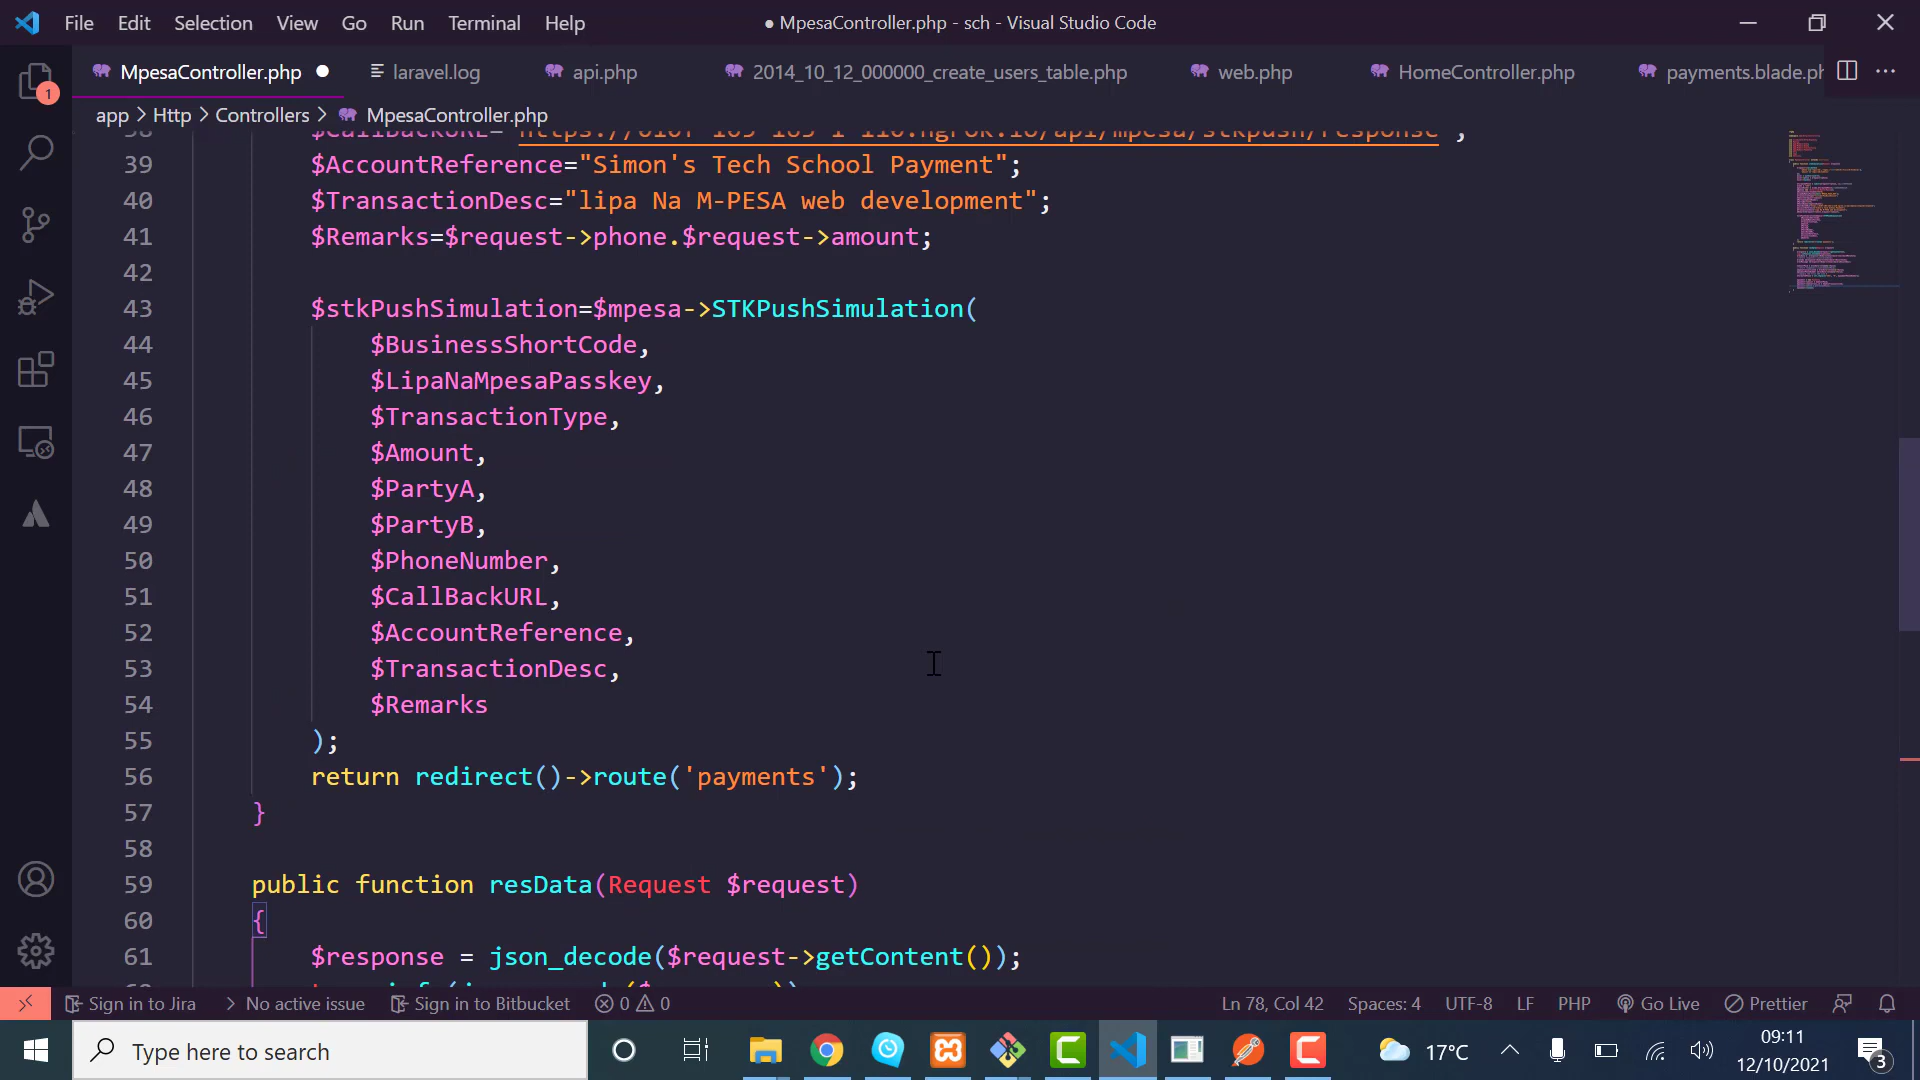 File Edit Selection View Go Run Terminal Help ● MpesaController.php - sch - Visual Studio Code
MpesaController.php laravel.log api.php 2014_10_12_000000_create_users_table.php web.php HomeController.php payments.blade.ph
app > Http > Controllers > MpesaController.php
39 $AccountReference="Simon's Tech School Payment";
40 $TransactionDesc="lipa Na M-PESA web development";
41 $Remarks=$request->phone.$request->amount;
42
43 $stkPushSimulation=$mpesa->STKPushSimulation(
44 $BusinessShortCode,
45 $LipaNaMpesaPasskey,
46 $TransactionType,
47 $Amount,
48 $PartyA,
49 $PartyB,
50 $PhoneNumber,
51 $CallBackURL,
52 $AccountReference,
53 $TransactionDesc,
54 $Remarks
55 );
56 return redirect()->route('payments');
57 }
58
59 public function resData(Request $request)
60 {
61 $response = json_decode($request->getContent());
1
Sign in to Jira > No active issue Sign in to Bitbucket 0 0 Ln 78, Col 42 Spaces: 4 UTF-8 LF PHP Go Live Prettier
Type here to search 17°C 09:11
12/10/2021 3